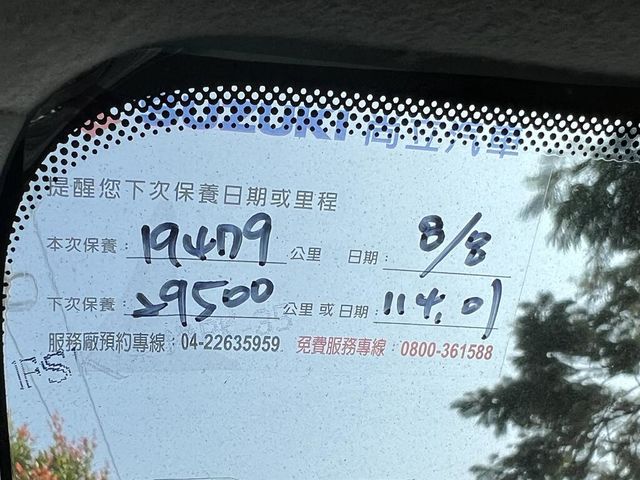 SUZUKI 高立汽車
提醒您下次保養日期或里程
本次保養：19479 公里 日期：8/8
下次保養：29500 公里 或 日期：114.01
服務廠預約專線：04-22635959 免費服務專線：0800-361588